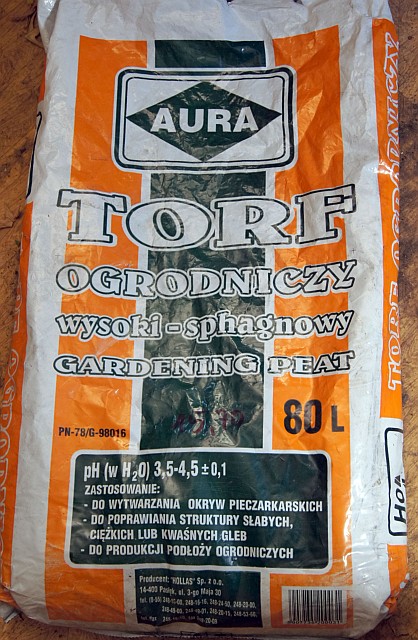 AURA
TORF
OGRODNICZY
wysoki - sphagnowy
GARDENING PEAT
80 L
PN-78/G-98016
pH (w H₂O) 3,5-4,5 ± 0,1
ZASTOSOWANIE:
- DO WYTWARZANIA OKRYW PIECZARKARSKICH
- DO POPRAWIANIA STRUKTURY SŁABYCH,
CIĘŻKICH LUB KWAŚNYCH GLEB
- DO PRODUKCJI PODŁOŻY OGRODNICZYCH
Producent: "HOLLAS" Sp. z o.o.
14-400 Pasłęk, ul. 3-go Maja 30
TORF OGRODNICZY